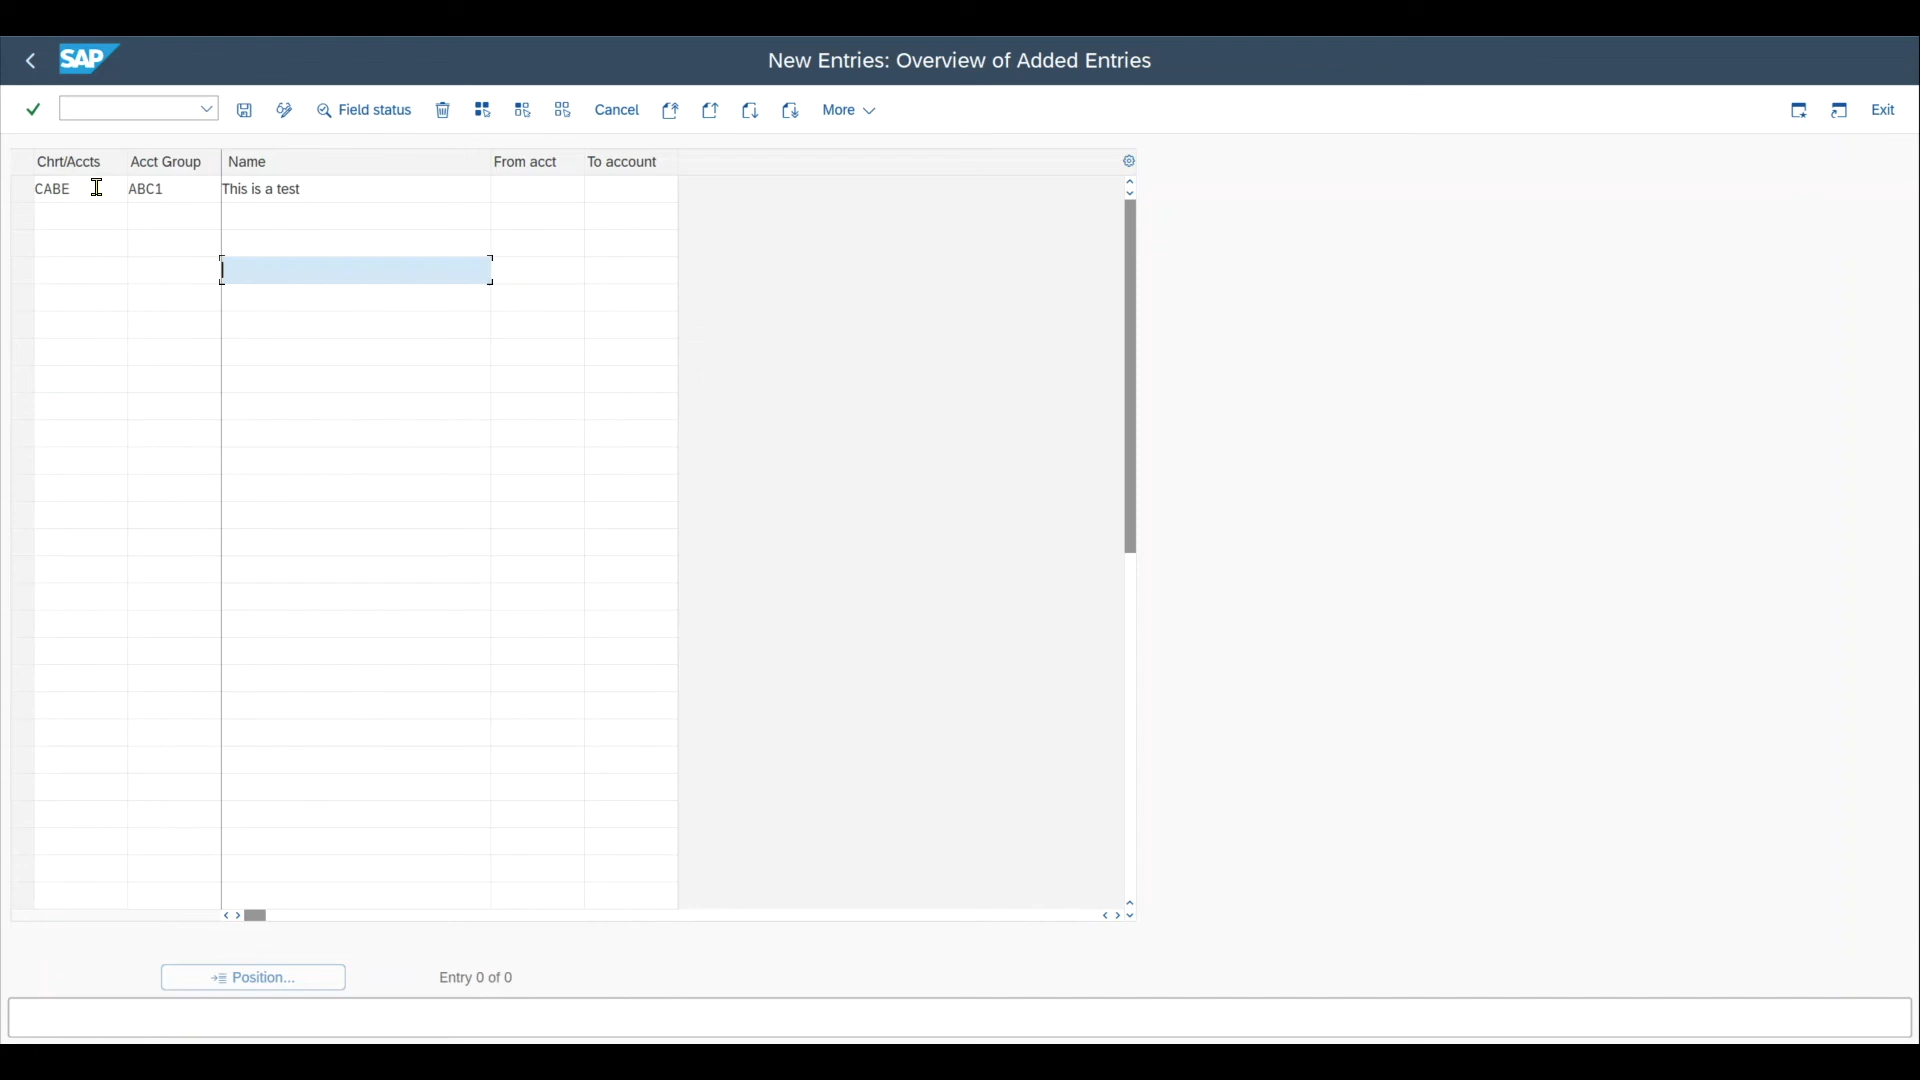 SAP
New Entries: Overview of Added Entries
Field status
Cancel
More
Exit
Chrt/Accts Acct Group Name From acct To account
CABE ABC1 This is a test
Position...
Entry 0 of 0